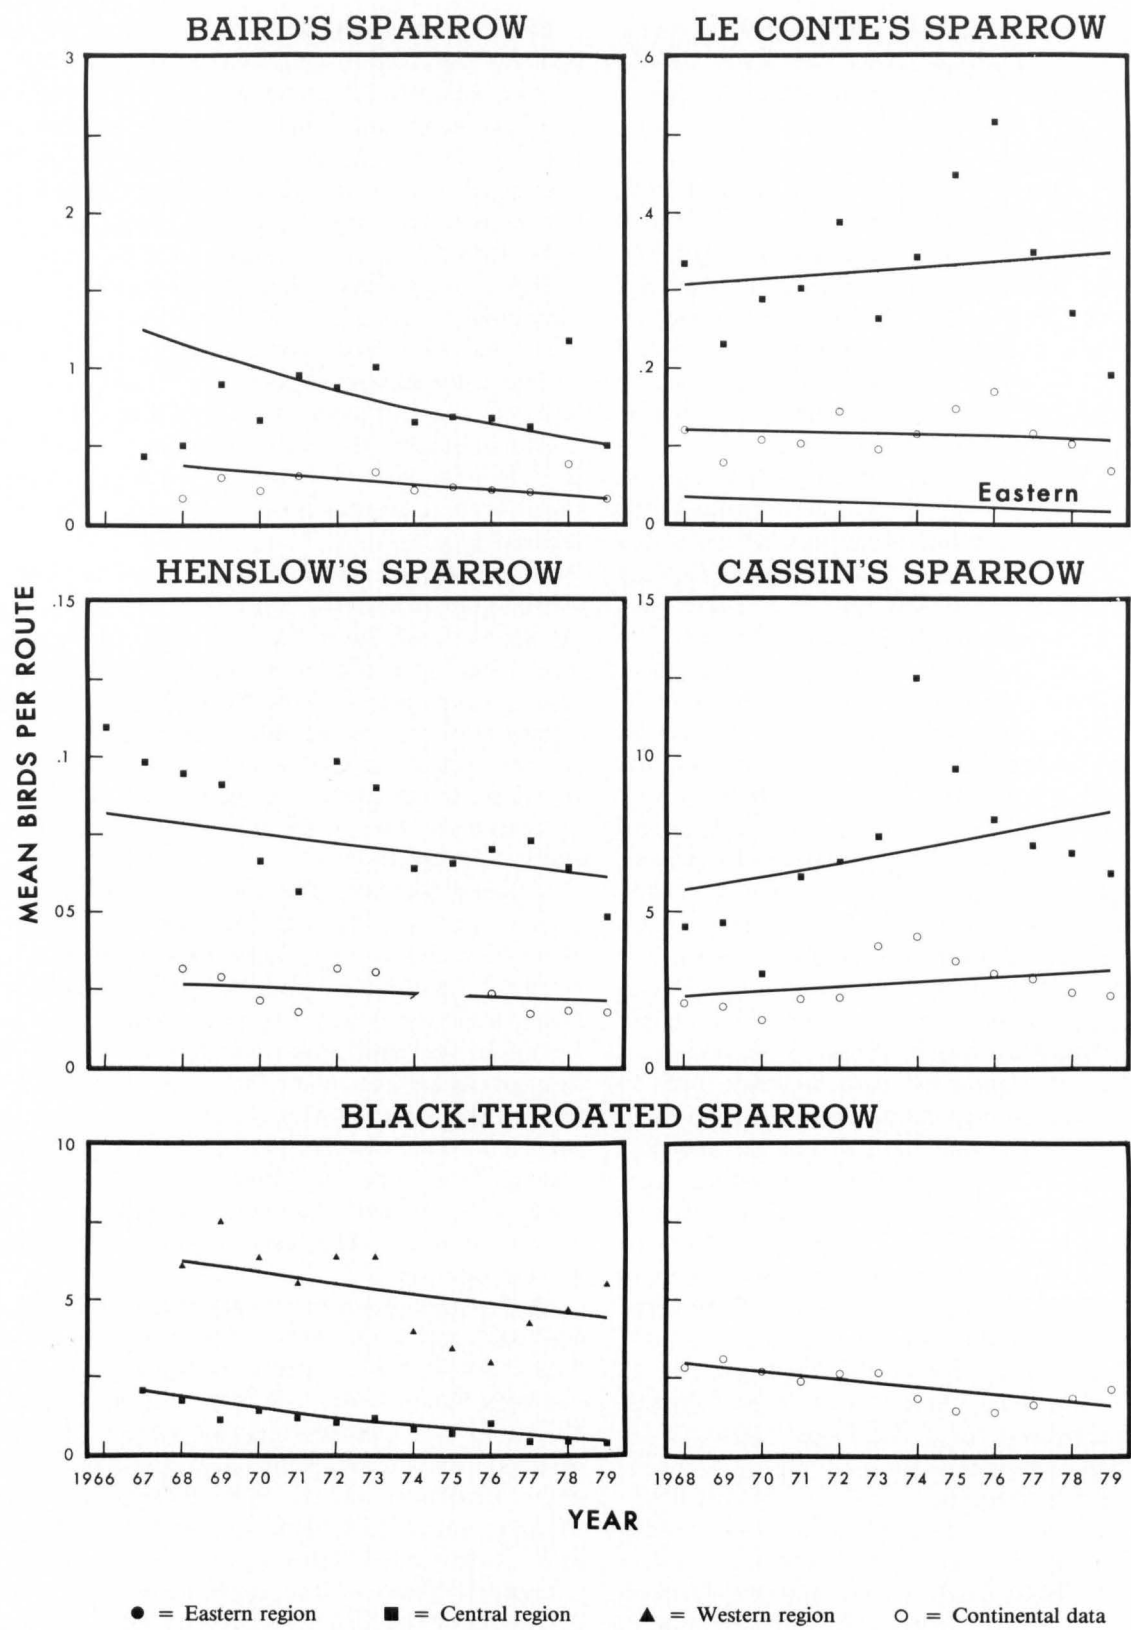 BAIRD'S SPARROW
LE CONTE'S SPARROW
3
2
1
0
.6
.4
.2
0
Eastern
HENSLOW'S SPARROW
CASSIN'S SPARROW
MEAN BIRDS PER ROUTE
.15
.1
05
0
15
10
5
0
BLACK-THROATED SPARROW
10
5
0
1966 67 68 69 70 71 72 73 74 75 76 77 78 79
1968 69 70 71 72 73 74 75 76 77 78 79
YEAR
● = Eastern region ■ = Central region ▲ = Western region ○ = Continental data